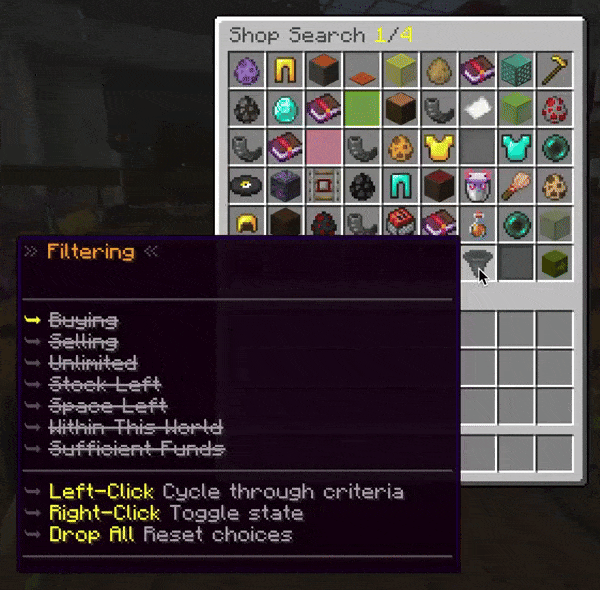 Shop Search 1/4
» Filtering «
Buying
Selling
Unlimited
Stock Left
Space Left
Within This World
Sufficient Funds
Left-Click Cycle through criteria
Right-Click Toggle state
Drop All Reset choices